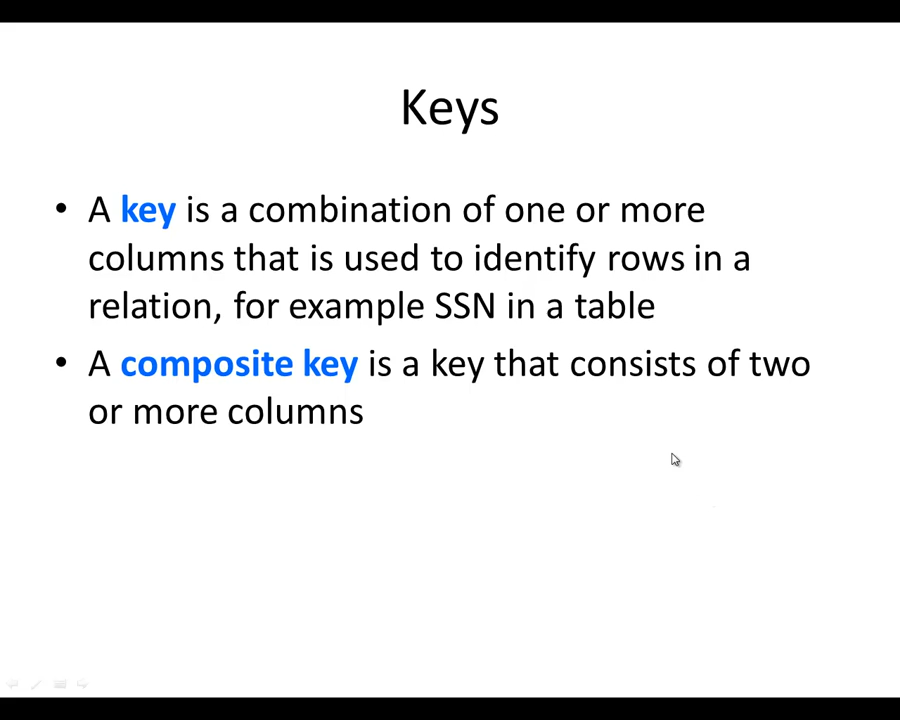 Keys
• A key is a combination of one or more
columns that is used to identify rows in a
relation, for example SSN in a table
• A composite key is a key that consists of two
or more columns